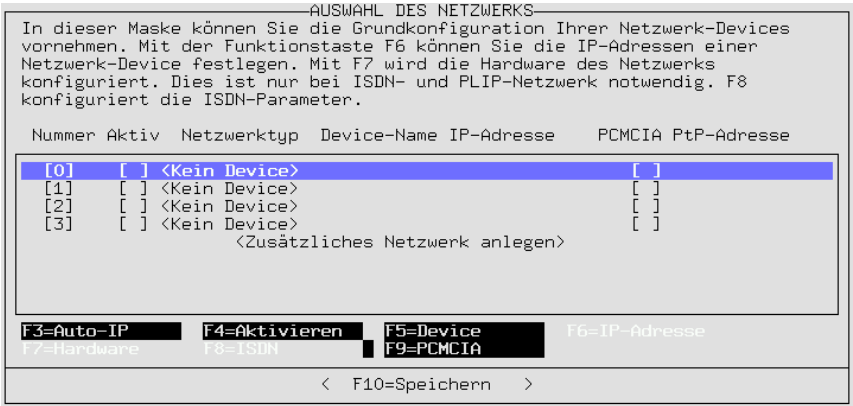 AUSWAHL DES NETZWERKS
In dieser Maske können Sie die Grundkonfiguration Ihrer Netzwerk-Devices
vornehmen. Mit der Funktionstaste F6 können Sie die IP-Adressen einer
Netzwerk-Device festlegen. Mit F7 wird die Hardware des Netzwerks
konfiguriert. Dies ist nur bei ISDN- und PLIP-Netzwerk notwendig. F8
konfiguriert die ISDN-Parameter.
Nummer Aktiv Netzwerktyp Device-Name IP-Adresse PCMCIA PtP-Adresse
[0] [ ] <Kein Device> [ ]
[1] [ ] <Kein Device> [ ]
[2] [ ] <Kein Device> [ ]
[3] [ ] <Kein Device> [ ]
<Zusätzliches Netzwerk anlegen>
F3=Auto-IP F4=Aktivieren F5=Device F6=IP-Adresse
F7=Hardware F8=ISDN F9=PCMCIA
< F10=Speichern >